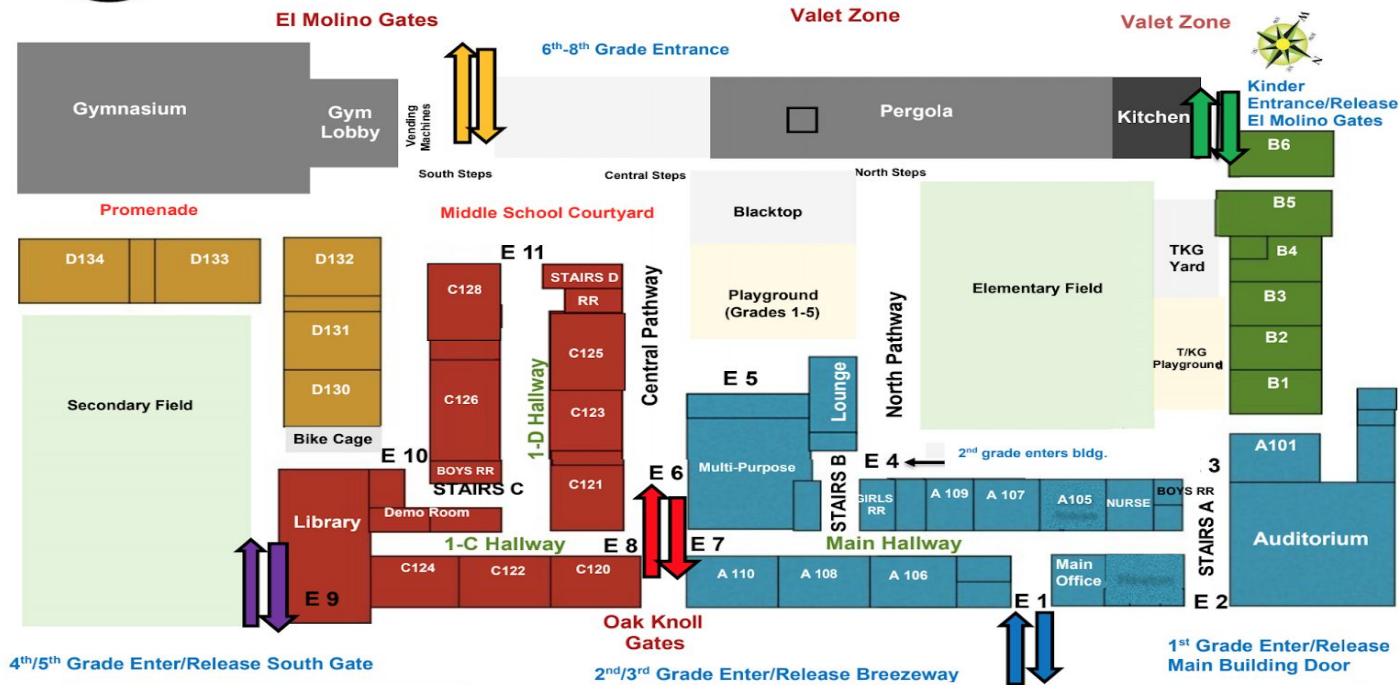 El Molino Gates
Valet Zone
Valet Zone
6th-8th Grade Entrance
W
N
Kinder
Entrance/Release
El Molino Gates
Gymnasium
Gym
Lobby
Vending
Machines
Pergola
Kitchen
B6
South Steps
Central Steps
North Steps
Promenade
Middle School Courtyard
Blacktop
B5
D134
D133
D132
E 11
C128
STAIRS D
RR
Central Pathway
Playground
(Grades 1-5)
North Pathway
Elementary Field
TKG
Yard
B4
B3
D131
C125
1-D Hallway
T/KG
Playground
B2
D130
C126
C123
E 5
Lounge
B1
Secondary Field
Bike Cage
E 10
BOYS RR
STAIRS C
C121
E 6
Multi-Purpose
STAIRS B
E 4
2nd grade enters bldg.
3
A101
GIRLS
RR
A 109
A 107
A105
NURSE
BOYS RR
STAIRS A
Library
Demo Room
1-C Hallway
E 8
E 7
Main Hallway
Auditorium
C124
C122
C120
A 110
A 108
A 106
Main
Office
E 9
E 1
E 2
Oak Knoll
Gates
4th/5th Grade Enter/Release South Gate
2nd/3rd Grade Enter/Release Breezeway
1st Grade Enter/Release
Main Building Door